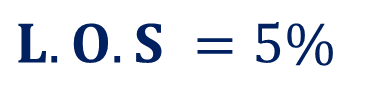 L. O. S = 5%